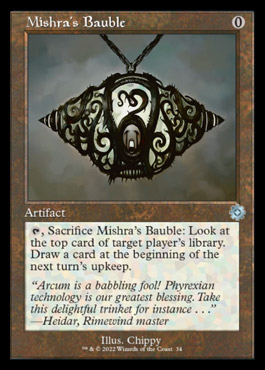 Mishra's Bauble 0
Artifact
, Sacrifice Mishra's Bauble: Look at
the top card of target player's library.
Draw a card at the beginning of the
next turn's upkeep.
"Arcum is a babbling fool! Phyrexian
technology is our greatest blessing. Take
this delightful trinket for instance . . ."
—Heidar, Rimewind master
Illus. Chippy
™ & © 2022 Wizards of the Coast 34